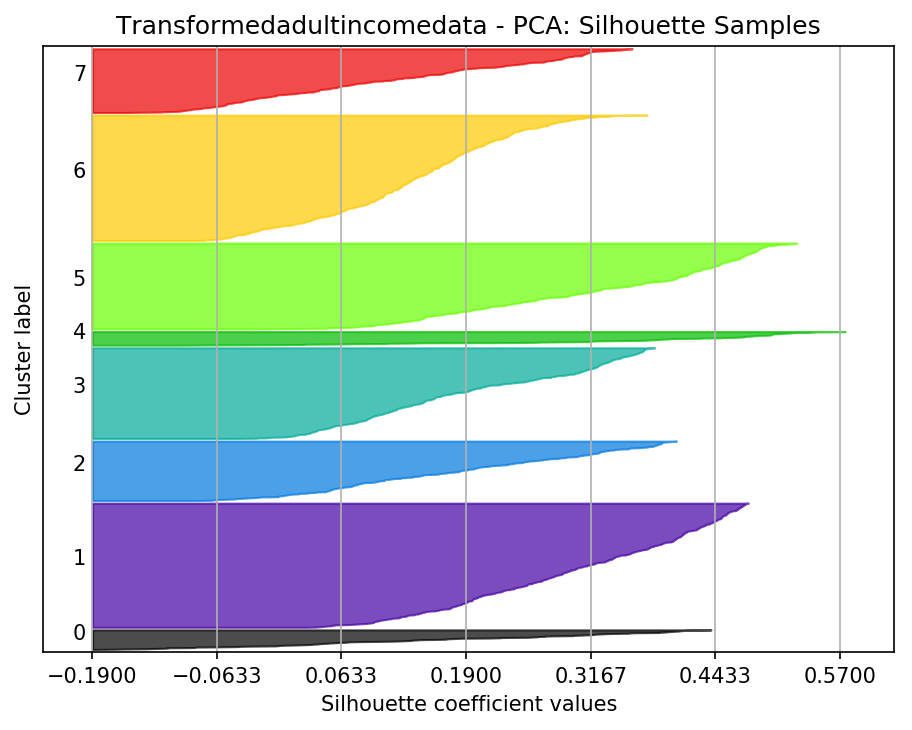 Transformedadultincomedata - PCA: Silhouette Samples
7
6
5
4
3
2
1
0
Cluster label
−0.1900 −0.0633 0.0633 0.1900 0.3167 0.4433 0.5700
Silhouette coefficient values